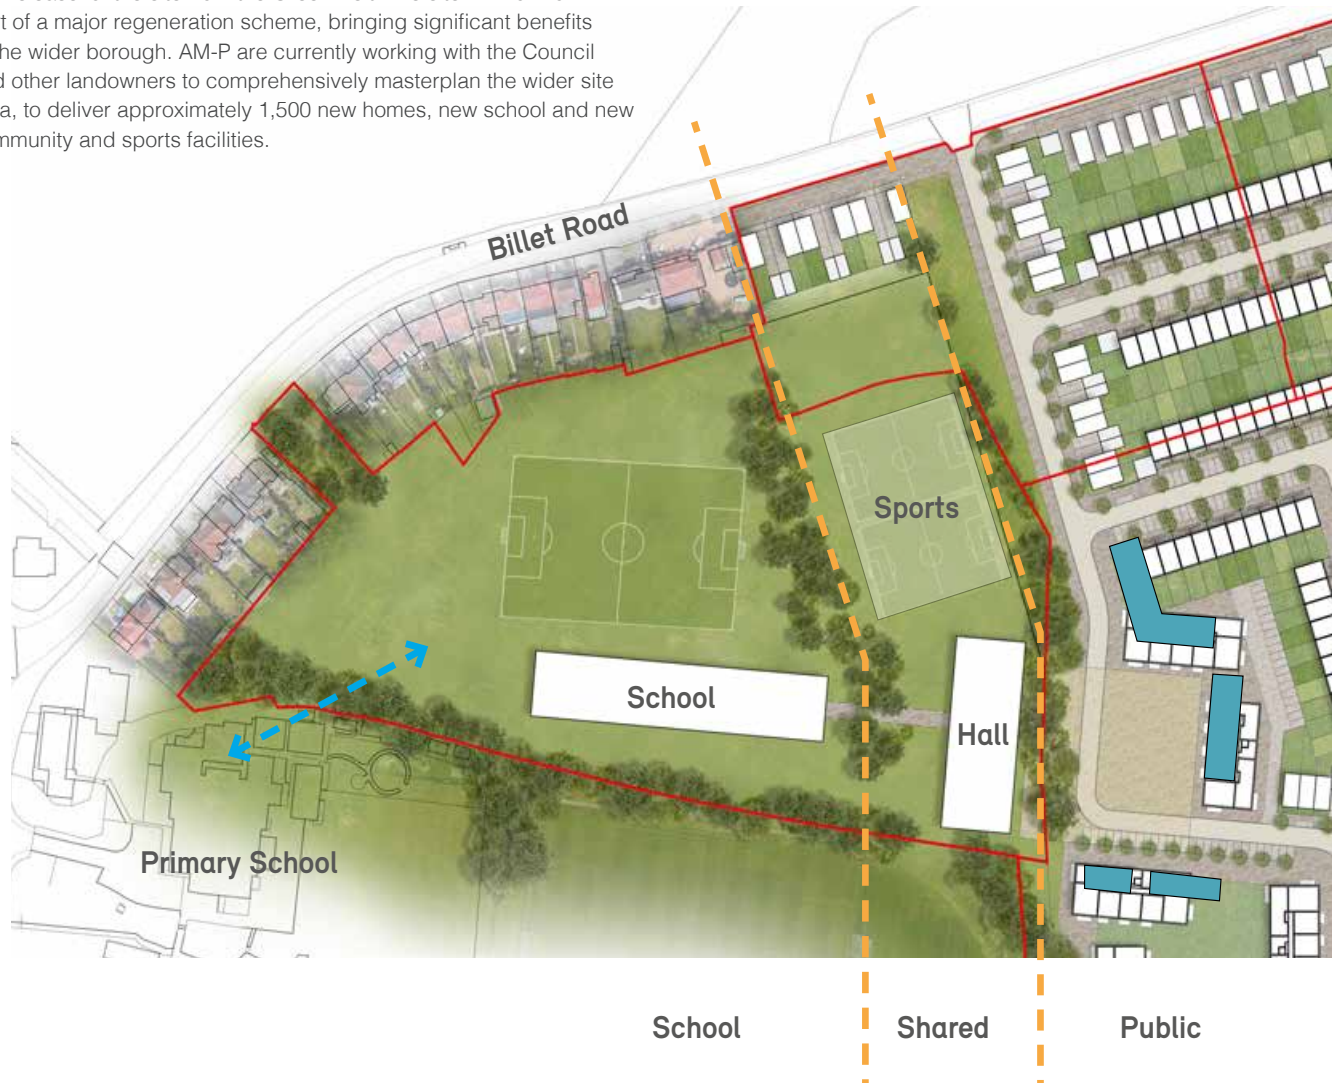 t of a major regeneration scheme, bringing significant benefits
he wider borough. AM-P are currently working with the Council
d other landowners to comprehensively masterplan the wider site
a, to deliver approximately 1,500 new homes, new school and new
mmunity and sports facilities.
Billet Road
Sports
School
Hall
Primary School
School
Shared
Public